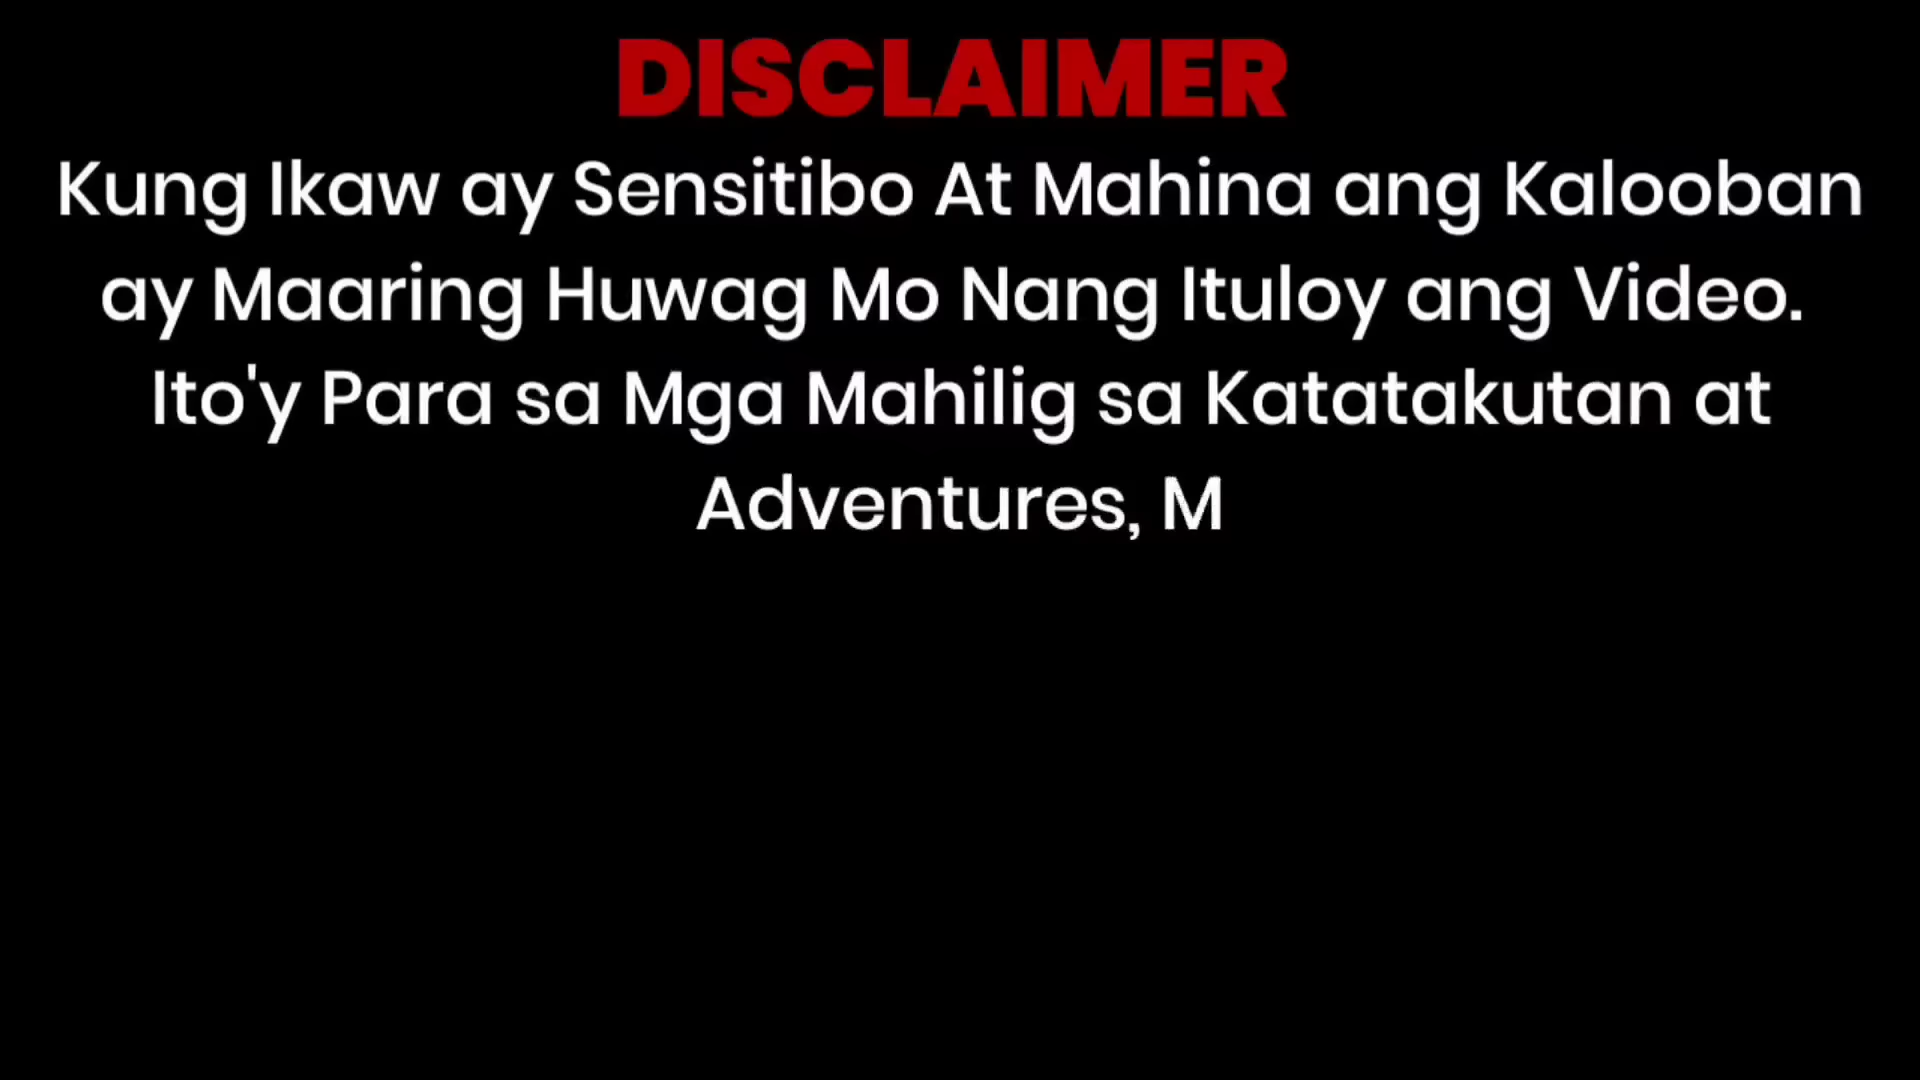 DISCLAIMER
Kung Ikaw ay Sensitibo At Mahina ang Kalooban
ay Maaring Huwag Mo Nang Ituloy ang Video.
Ito'y Para sa Mga Mahilig sa Katatakutan at
Adventures, M